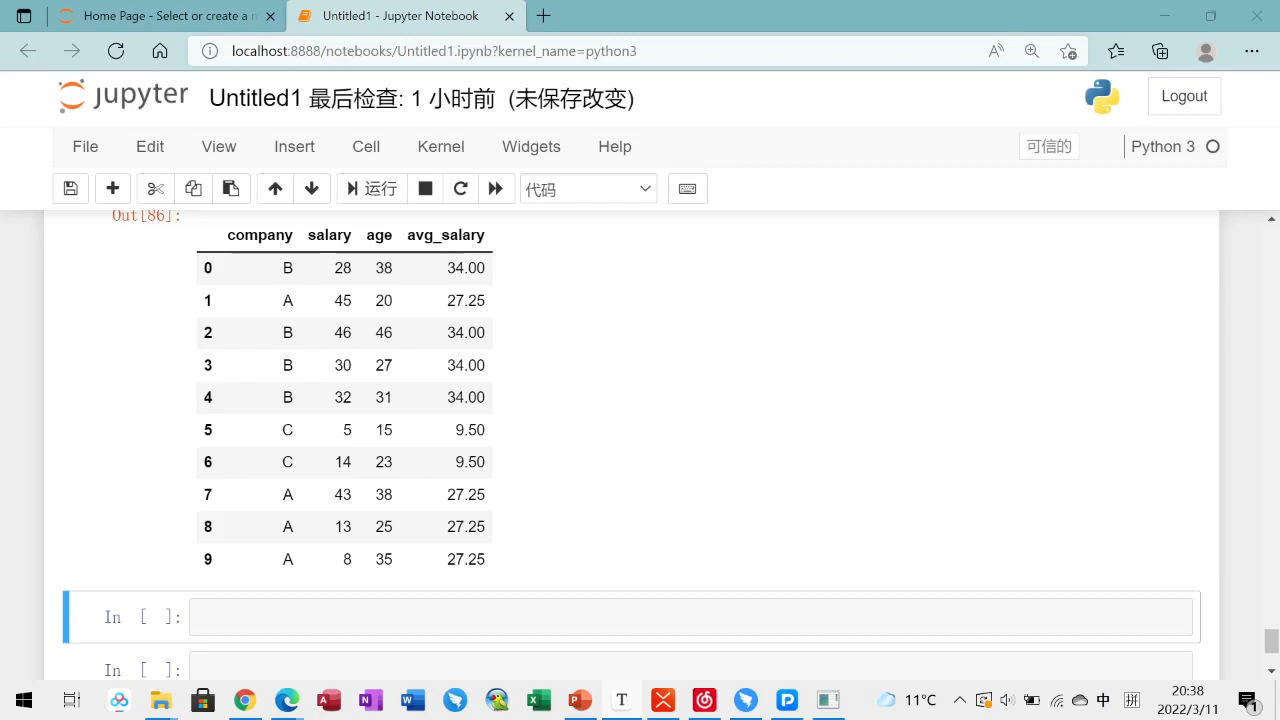 Home
Untitled1 - Jupyter Notebook
localhost:8888/notebooks/Untitled1.ipynb?kernel_name=python3
jupyter Untitled1 最后检查: 1 小时前 (未保存改变)
Logout
File Edit View Insert Cell Kernel Widgets Help 可信的 Python 3
运行 代码
Out[86]:
company salary age avg_salary
0 B 28 38 34.00
1 A 45 20 27.25
2 B 46 46 34.00
3 B 30 27 34.00
4 B 32 31 34.00
5 C 5 15 9.50
6 C 14 23 9.50
7 A 43 38 27.25
8 A 13 25 27.25
9 A 8 35 27.25
In [ ]:
In [ ]:
11°C 中 拼 20:38
2022/3/11 1